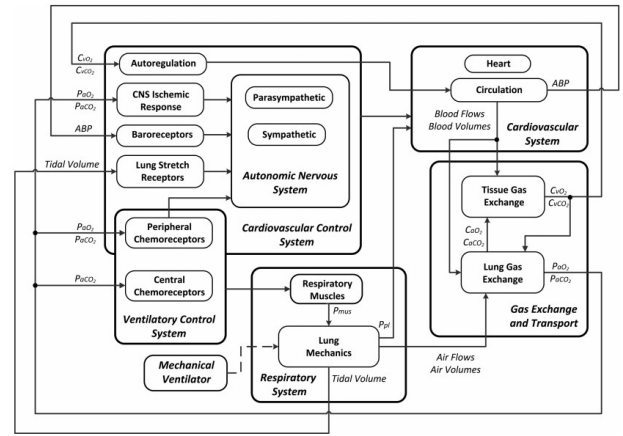 CvO2
CvCO2
Autoregulation
PaO2
PaCO2
CNS Ischemic
Response
ABP
Baroreceptors
Tidal Volume
Lung Stretch
Receptors
Parasympathetic
Sympathetic
Autonomic Nervous
System
Cardiovascular Control
System
PaO2
PaCO2
Peripheral
Chemoreceptors
PaCO2
Central
Chemoreceptors
Ventilatory Control
System
Mechanical
Ventilator
Respiratory
Muscles
Pmus
Ppl
Lung
Mechanics
Respiratory
System
Tidal Volume
Heart
Circulation
ABP
Blood Flows
Blood Volumes
Cardiovascular
System
Tissue Gas
Exchange
CvO2
CvCO2
CaO2
CaCO2
Lung Gas
Exchange
PaO2
PaCO2
Gas Exchange
and Transport
Air Flows
Air Volumes